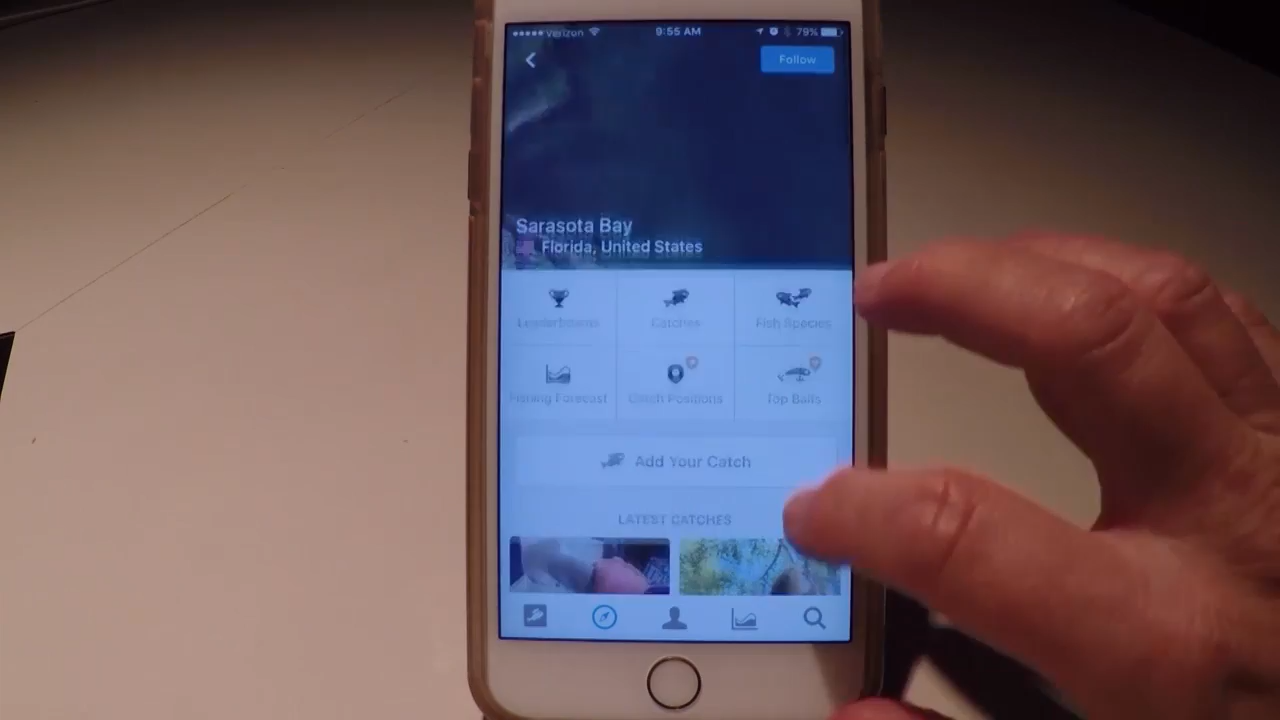 verizon 9:55 AM 79%
Follow
Sarasota Bay
Florida, United States
Leaderboards Catches Fish Species
Fishing Forecast Catch Positions Top Baits
Add Your Catch
LATEST CATCHES